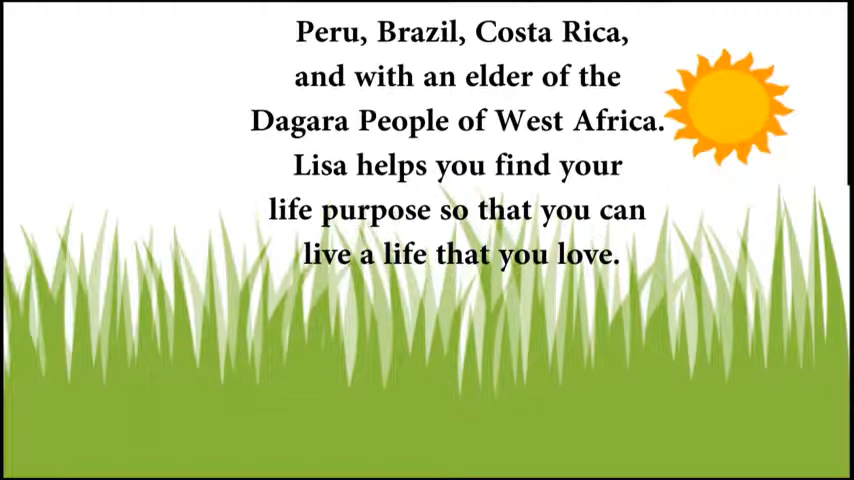 Peru, Brazil, Costa Rica,
and with an elder of the
Dagara People of West Africa.
Lisa helps you find your
life purpose so that you can
live a life that you love.